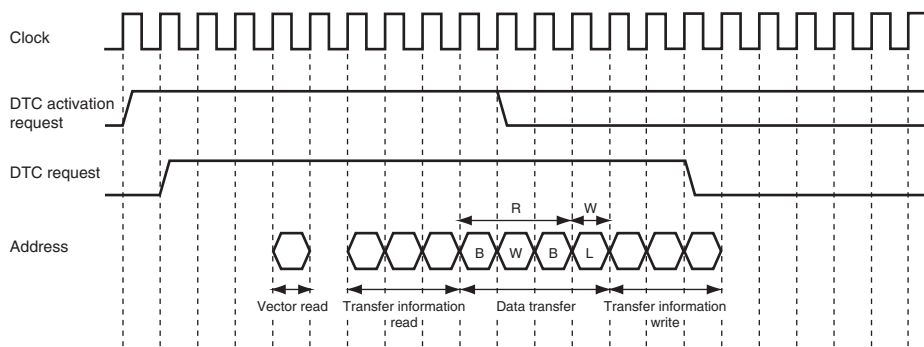 Clock
DTC activation
request
DTC request
R
W
Address
B
W
B
L
Vector read
Transfer information
read
Data transfer
Transfer information
write